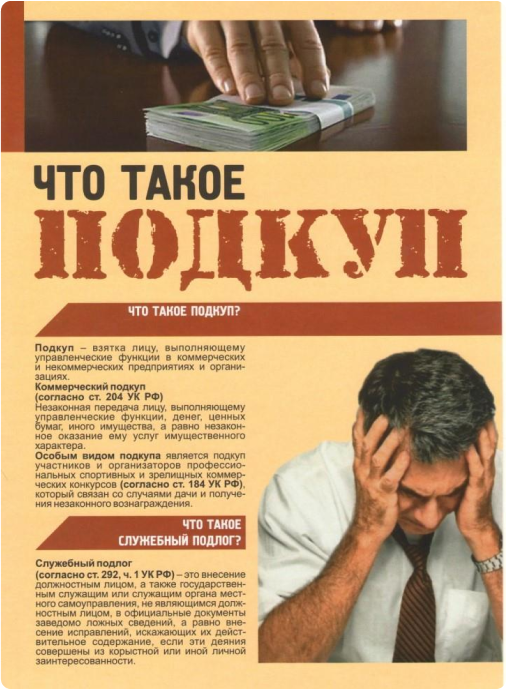 ЧТО ТАКОЕ
ПОДКУП
ЧТО ТАКОЕ ПОДКУП?
Подкуп – взятка лицу, выполняющему
управленческие функции в коммерческих
и некоммерческих предприятиях и органи-
зациях.
Коммерческий подкуп
(согласно ст. 204 УК РФ)
Незаконная передача лицу, выполняющему
управленческие функции, денег, ценных
бумаг, иного имущества, а равно незакон-
ное оказание ему услуг имущественного
характера.
Особым видом подкупа является подкуп
участников и организаторов профессио-
нальных спортивных и зрелищных коммер-
ческих конкурсов (согласно ст. 184 УК РФ),
который связан со случаями дачи и получе-
ния незаконного вознаграждения.
ЧТО ТАКОЕ
СЛУЖЕБНЫЙ ПОДЛОГ?
Служебный подлог
(согласно ст. 292, ч. 1 УК РФ) – это внесение
должностным лицом, а также государствен-
ным служащим или служащим органа мест-
ного самоуправления, не являющимся долж-
ностным лицом, в официальные документы
заведомо ложных сведений, а равно вне-
сение исправлений, искажающих их дейст-
вительное содержание, если эти деяния
совершены из корыстной или иной личной
заинтересованности.